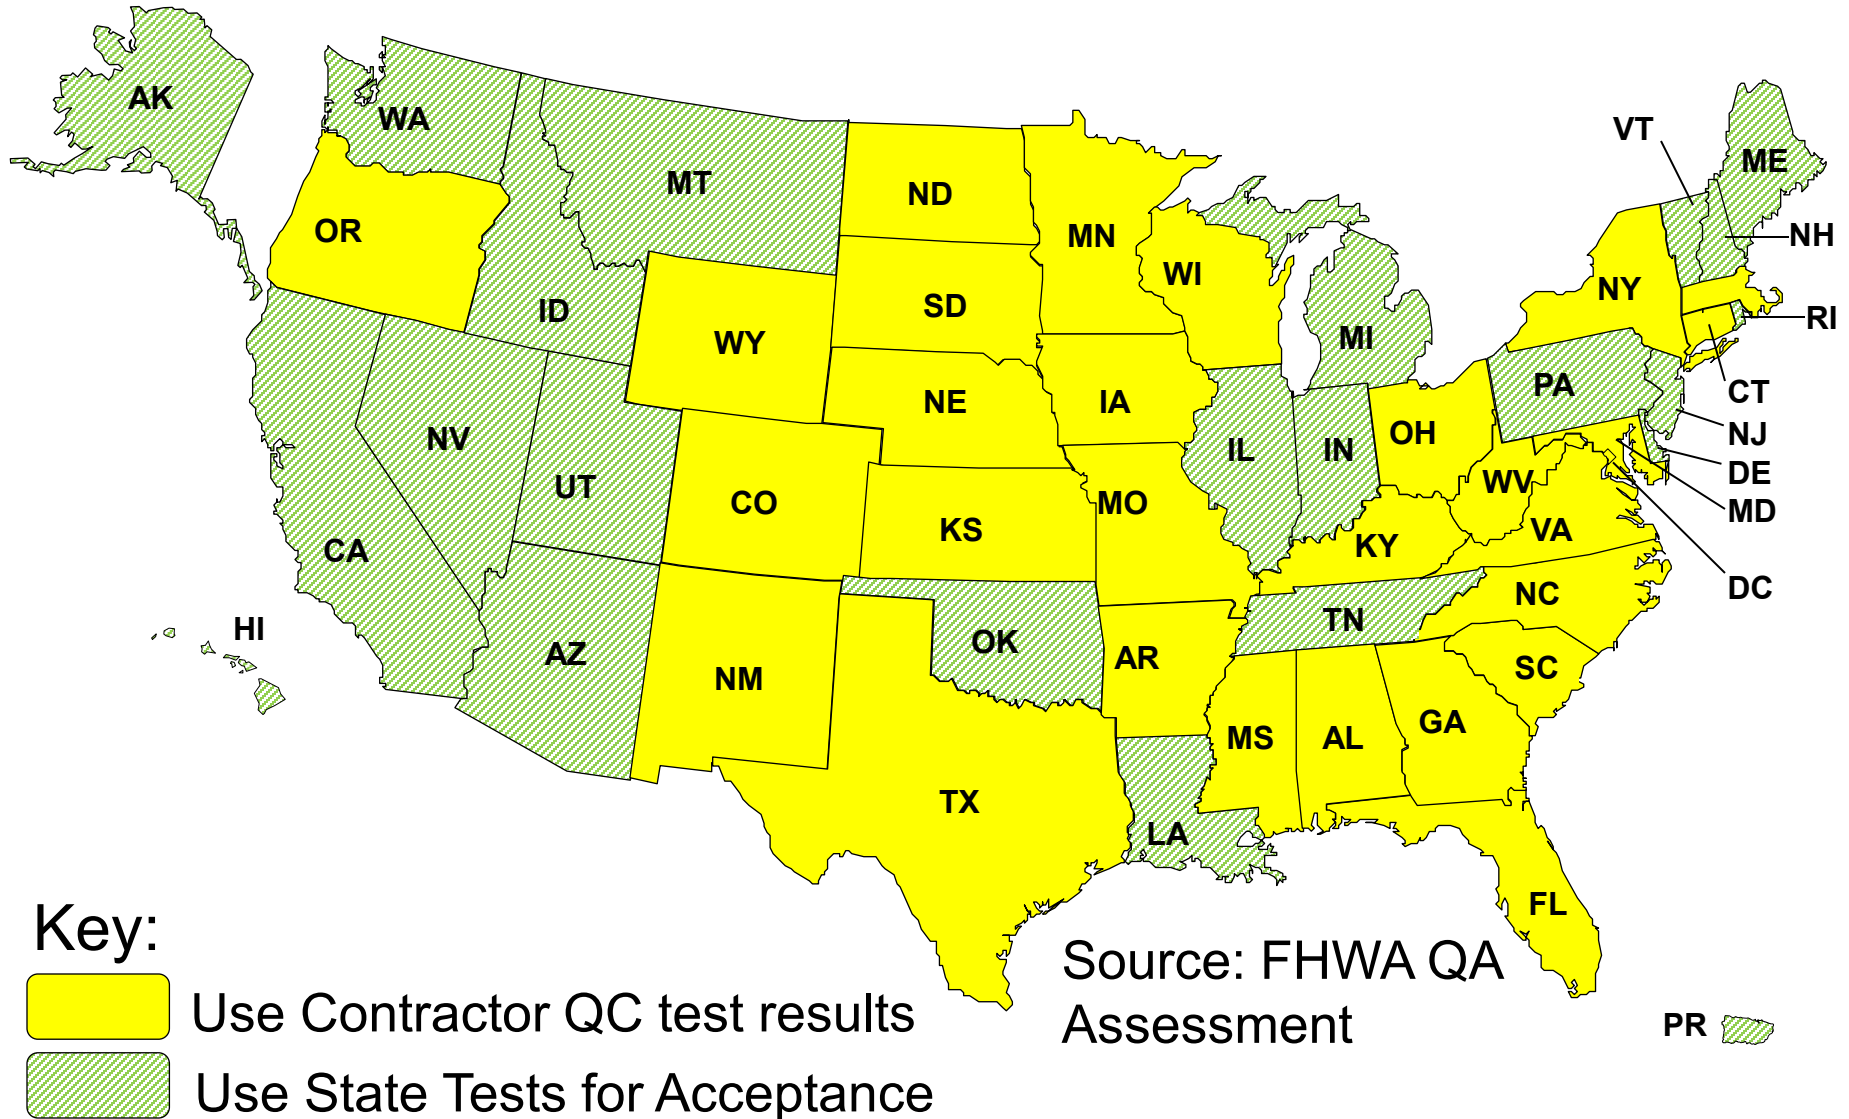 AK
WA
VT
ME
MT
ND
OR
MN
NH
WI
NY
ID
SD
RI
WY
MI
PA
CT
NE
IA
NV
OH
NJ
IL
IN
DE
UT
WV
CO
MO
MD
KS
VA
CA
KY
DC
NC
HI
TN
OK
AZ
AR
SC
NM
GA
MS
AL
TX
LA
FL
Key:
Use Contractor QC test results
Use State Tests for Acceptance
Source: FHWA QA
Assessment
PR